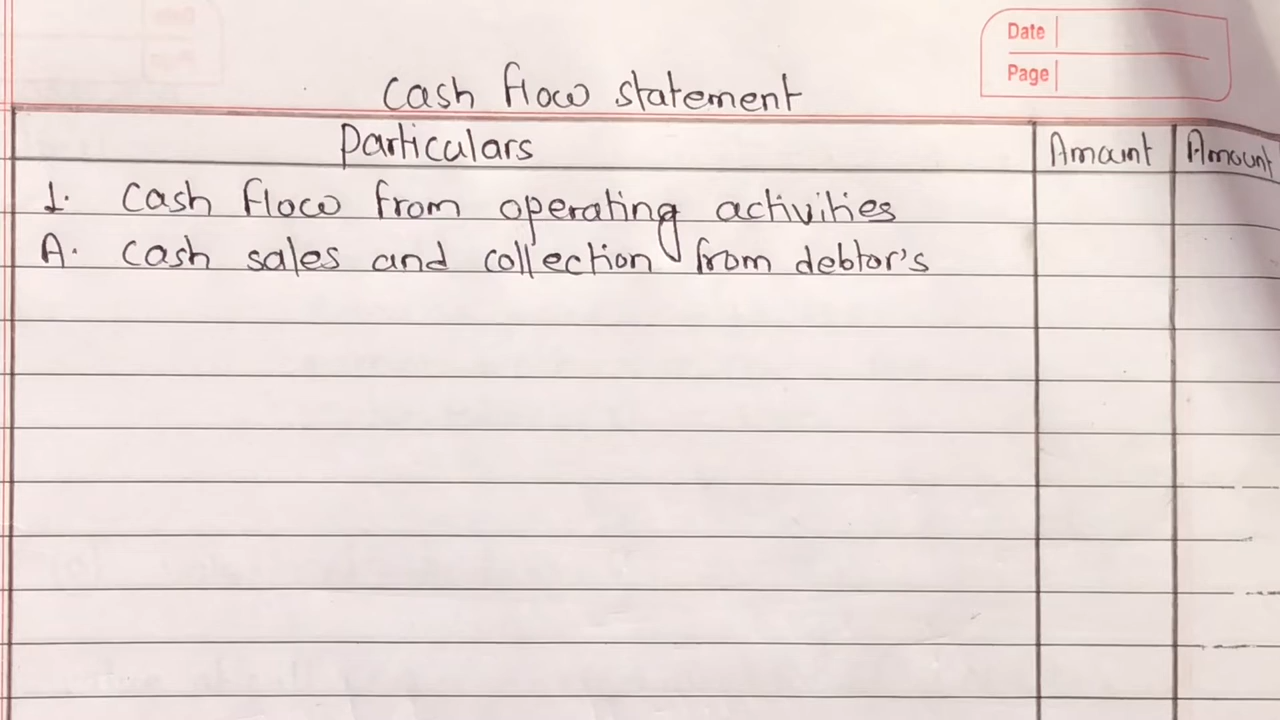 Date
Page
Cash flow statement
Particulars Amount Amount
1. Cash flow from operating activities
A. Cash sales and collection from debtor's